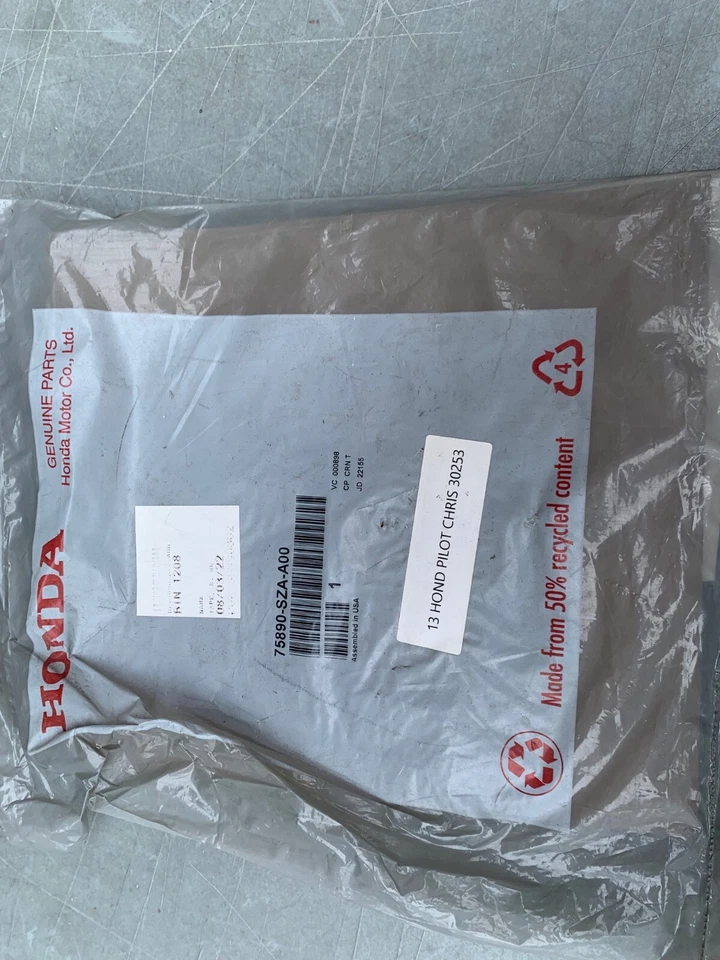 GENUINE PARTS
Honda Motor Co., Ltd.
HONDA
BIN 1208
08/03/22
75890-SZA-A00
1
Assembled in USA
VC 000898
CP CRN T
JD 22155
13 HOND PILOT CHRIS 30253
4
Made from 50% recycled content